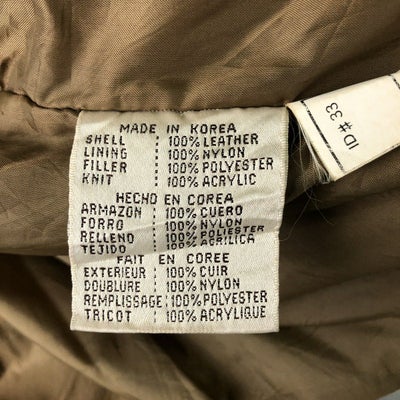 MADE IN KOREA
SHELL : 100% LEATHER
LINING : 100% NYLON
FILLER : 100% POLYESTER
KNIT : 100% ACRYLIC
HECHO EN COREA
ARMAZON : 100% CUERO
FORRO : 100% NYLON
RELLENO : 100% POLIESTER
TEJIDO : 100% ACRILICA
FAIT EN COREE
EXTERIEUR : 100% CUIR
DOUBLURE : 100% NYLON
REMPLISSAGE : 100% POLYESTER
TRICOT : 100% ACRYLIQUE
ID# 33